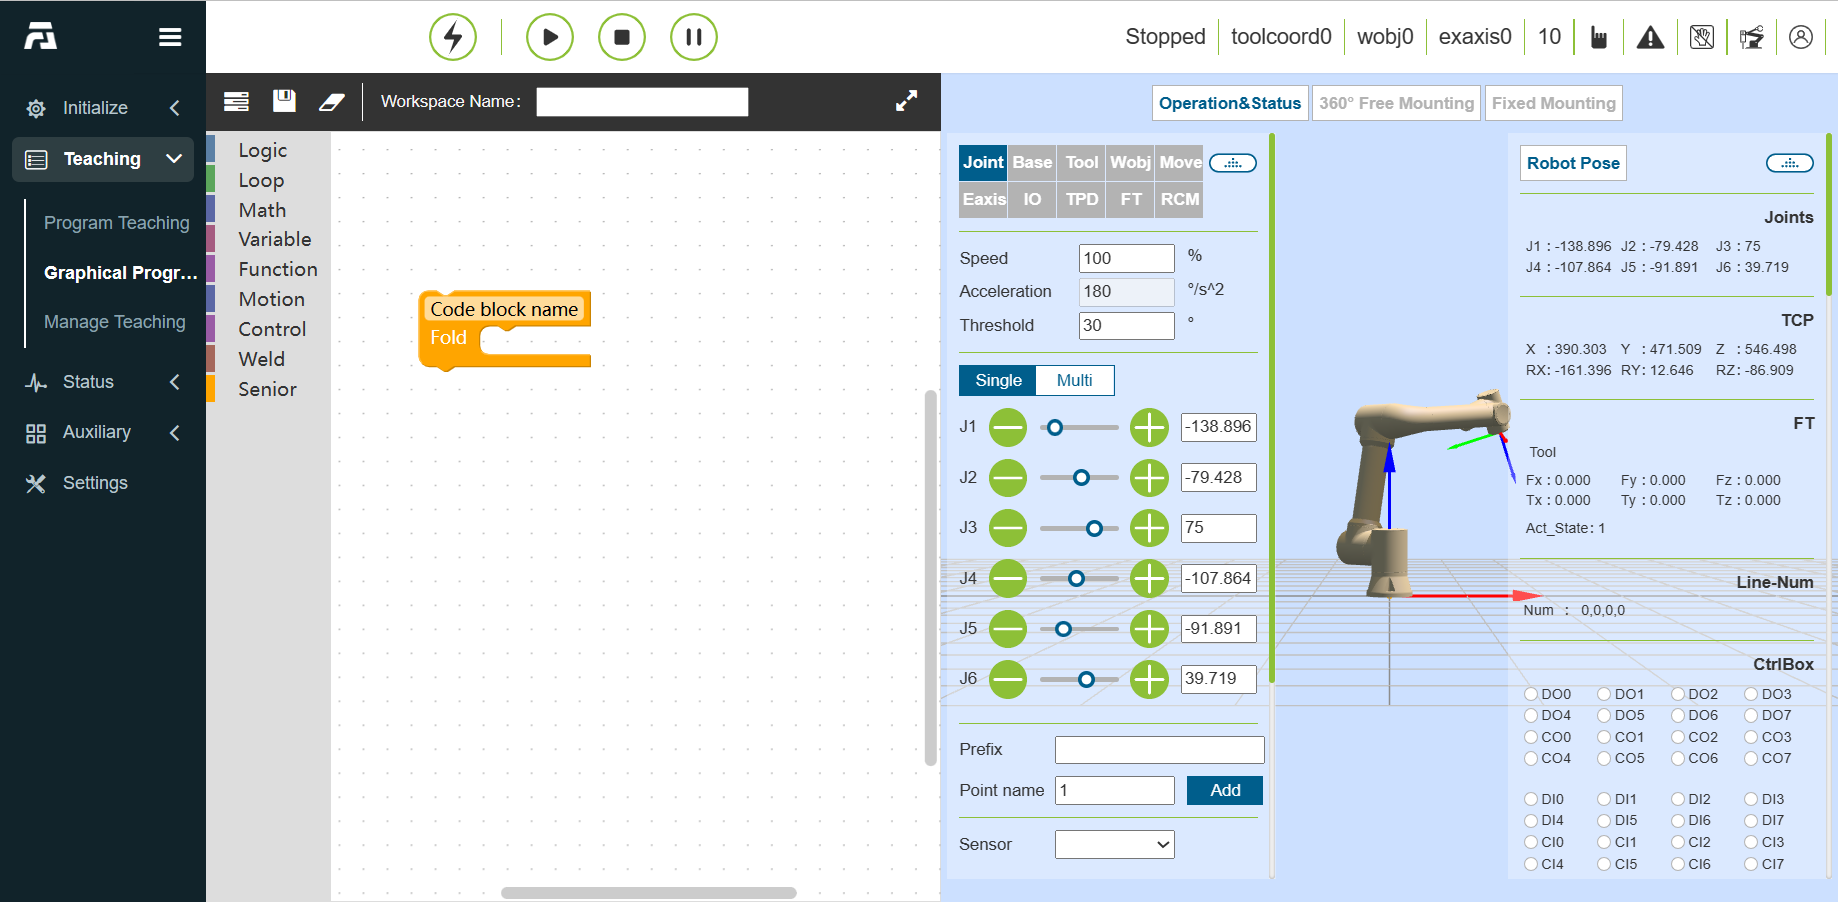 Stopped toolcoord0 wobj0 exaxis0 10
Initialize
Teaching
Program Teaching
Graphical Progr...
Manage Teaching
Status
Auxiliary
Settings
Workspace Name:
Logic
Loop
Math
Variable
Function
Motion
Control
Weld
Senior
Code block name
Fold
Operation&Status 360° Free Mounting Fixed Mounting
Joint Base Tool Wobj Move
Eaxis IO TPD FT RCM
Speed 100 %
Acceleration 180 °/s^2
Threshold 30 °
Single Multi
J1 -138.896
J2 -79.428
J3 75
J4 -107.864
J5 -91.891
J6 39.719
Prefix
Point name 1 Add
Sensor
Robot Pose
Joints
J1 : -138.896 J2 : -79.428 J3 : 75
J4 : -107.864 J5 : -91.891 J6 : 39.719
TCP
X : 390.303 Y : 471.509 Z : 546.498
RX: -161.396 RY: 12.646 RZ: -86.909
FT
Tool
Fx : 0.000 Fy : 0.000 Fz : 0.000
Tx : 0.000 Ty : 0.000 Tz : 0.000
Act_State: 1
Line-Num
Num : 0,0,0,0
CtrlBox
DO0 DO1 DO2 DO3
DO4 DO5 DO6 DO7
CO0 CO1 CO2 CO3
CO4 CO5 CO6 CO7
DI0 DI1 DI2 DI3
DI4 DI5 DI6 DI7
CI0 CI1 CI2 CI3
CI4 CI5 CI6 CI7